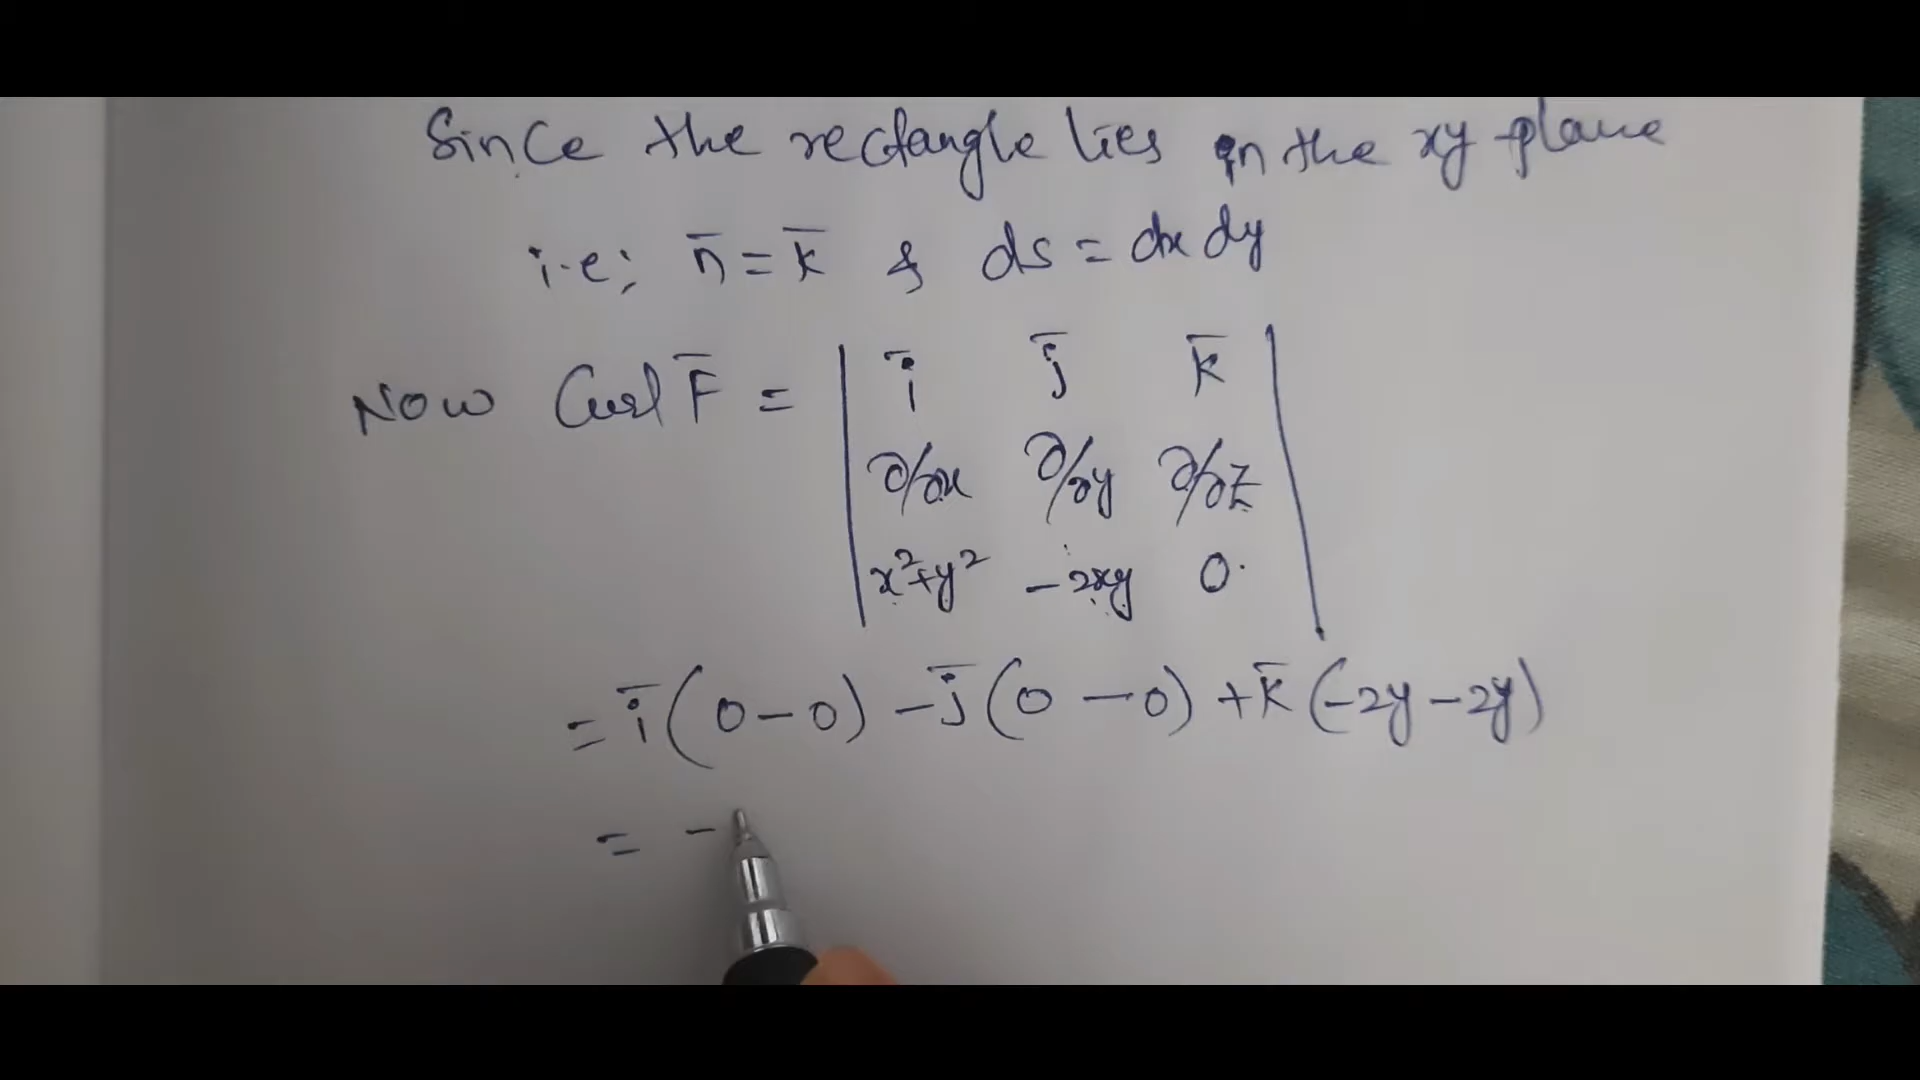 Since the rectangle lies in the xy plane
i.e; n̅ = k̅ & ds = dx dy
Now Curl F̅ = | i̅ j̅ k̅ |
| ∂/∂x ∂/∂y ∂/∂z |
| x²+y² -2xy 0 |
= i̅(0-0) - j̅(0-0) + k̅(-2y-2y)
= -